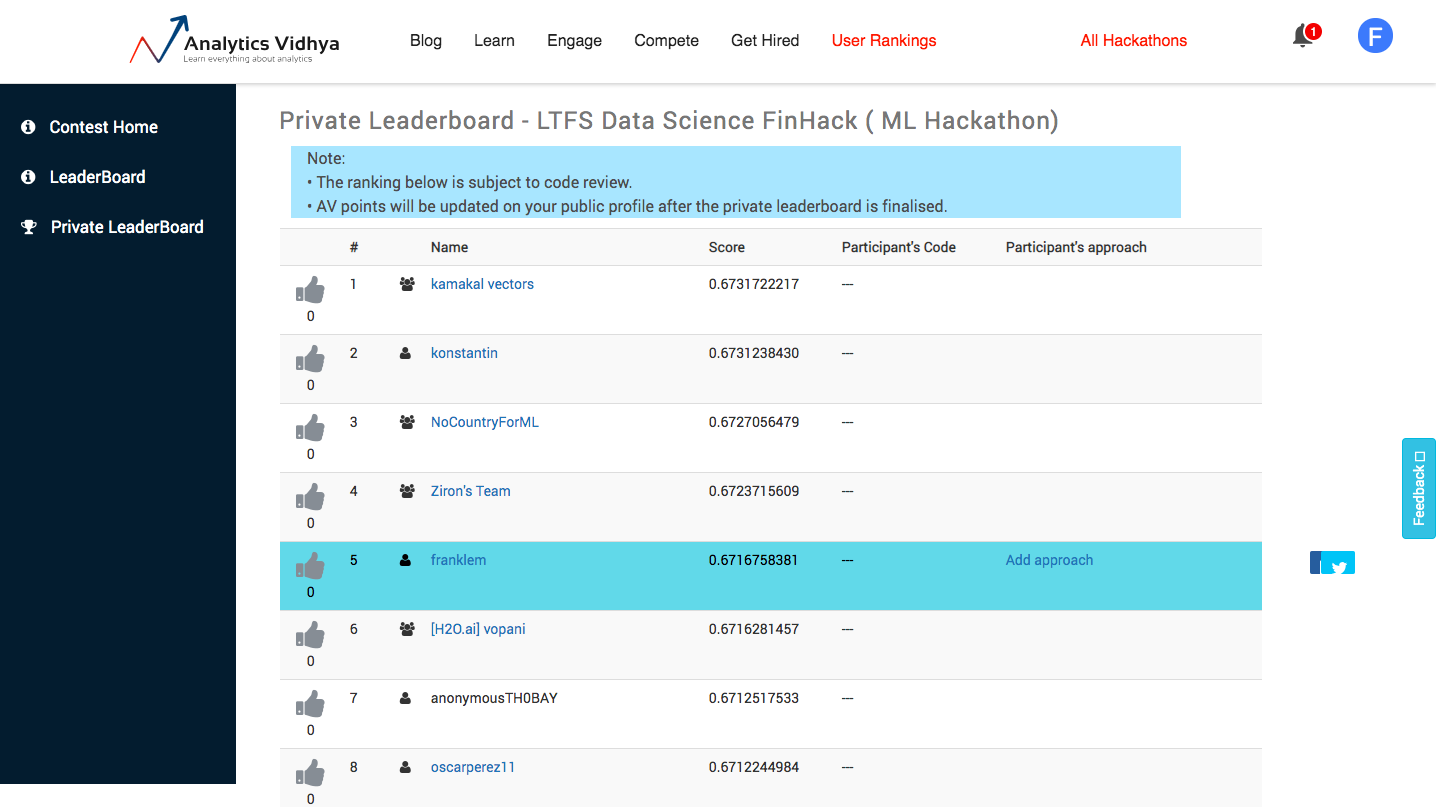 Analytics Vidhya
Learn everything about analytics
Blog Learn Engage Compete Get Hired User Rankings All Hackathons 1 F
Contest Home
LeaderBoard
Private LeaderBoard
Private Leaderboard - LTFS Data Science FinHack ( ML Hackathon)
Note:
• The ranking below is subject to code review.
• AV points will be updated on your public profile after the private leaderboard is finalised.
# Name Score Participant's Code Participant's approach
1 kamakal vectors 0.6731722217 ---
0
2 konstantin 0.6731238430 ---
0
3 NoCountryForML 0.6727056479 ---
0
4 Ziron's Team 0.6723715609 ---
0
5 franklem 0.6716758381 --- Add approach
0
6 [H2O.ai] vopani 0.6716281457 ---
0
7 anonymousTH0BAY 0.6712517533 ---
0
8 oscarperez11 0.6712244984 ---
0
Feedback